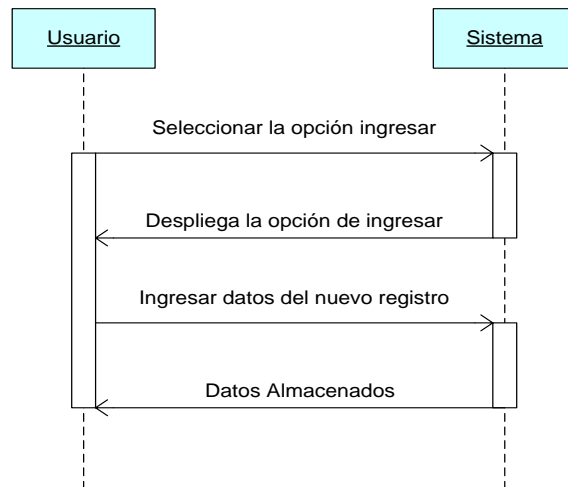 Usuario
Sistema
Seleccionar la opción ingresar
Despliega la opción de ingresar
Ingresar datos del nuevo registro
Datos Almacenados